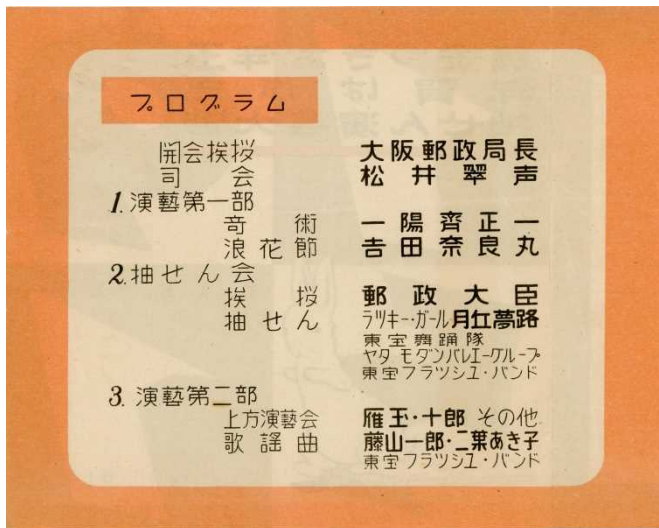 プログラム
開会挨拶 大阪郵政局長
司会 松井翠声
1.演藝第一部
奇術 一陽斉正一
浪花節 吉田奈良丸
2.抽せん会
挨拶 郵政大臣
抽せん ラツキー・ガール月丘夢路
東宝舞踊隊
ヤタ モダンバレエーグループ
東宝フラツシユ・バンド
3.演藝第二部
上方演藝会 雁玉・十郎 その他
歌謡曲 藤山一郎・二葉あき子
東宝フラツシユ・バンド